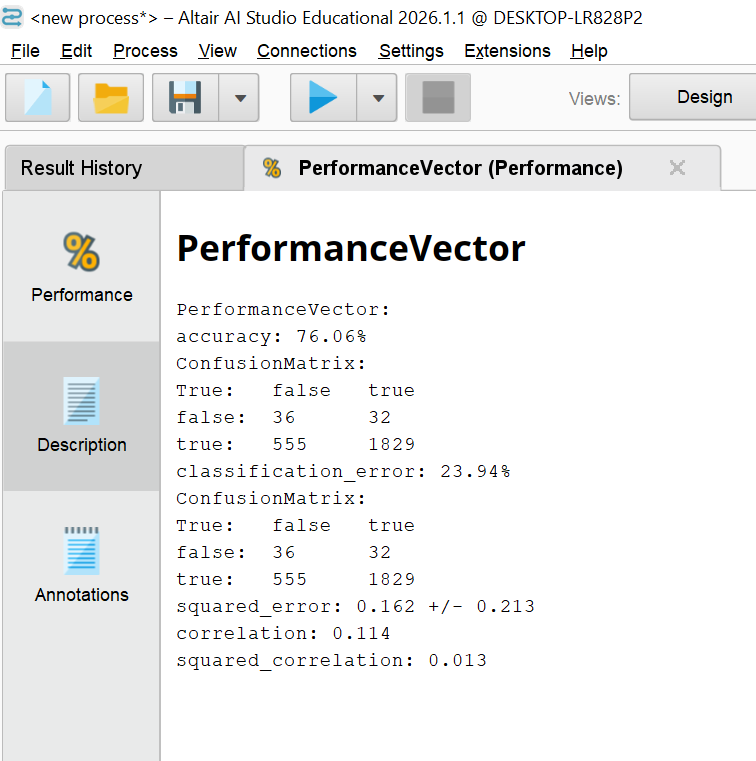 <new process*> – Altair AI Studio Educational 2026.1.1 @ DESKTOP-LR828P2
File Edit Process View Connections Settings Extensions Help
Views: Design
Result History % PerformanceVector (Performance)
%
Performance
Description
Annotations
PerformanceVector
PerformanceVector:
accuracy: 76.06%
ConfusionMatrix:
True: false true
false: 36 32
true: 555 1829
classification_error: 23.94%
ConfusionMatrix:
True: false true
false: 36 32
true: 555 1829
squared_error: 0.162 +/- 0.213
correlation: 0.114
squared_correlation: 0.013